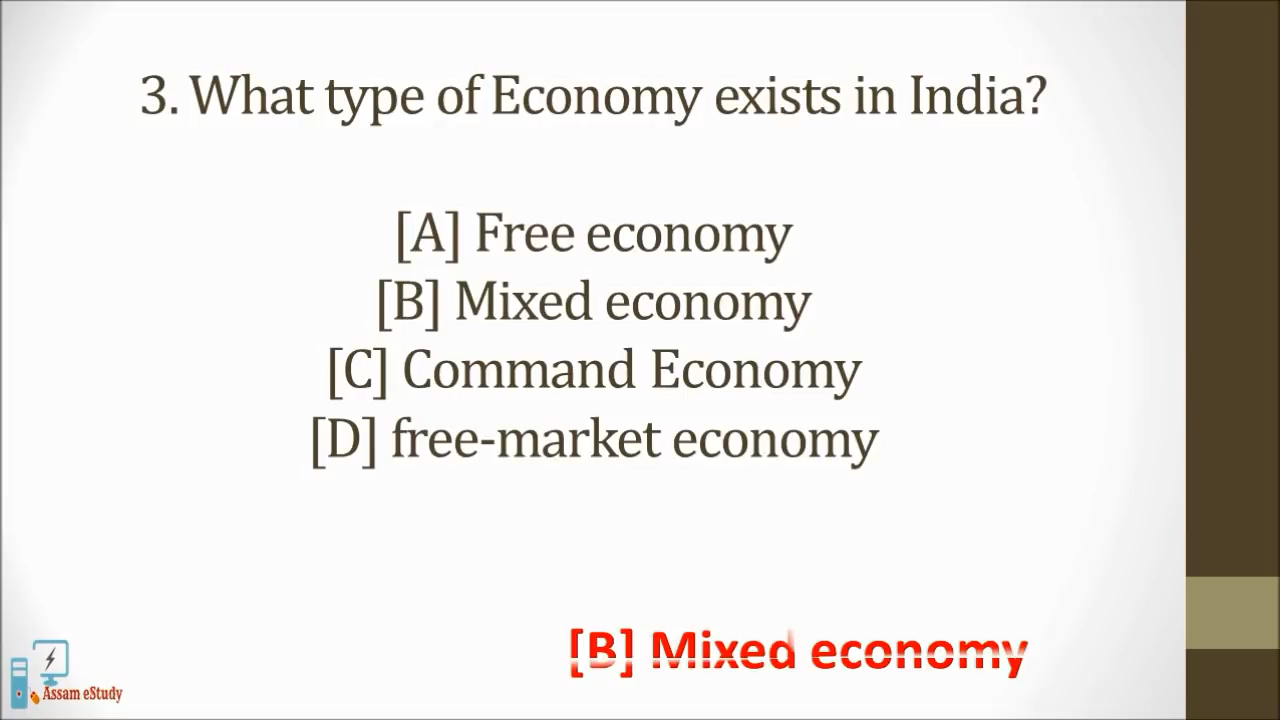 3. What type of Economy exists in India?
[A] Free economy
[B] Mixed economy
[C] Command Economy
[D] free-market economy
[B] Mixed economy
Assam eStudy